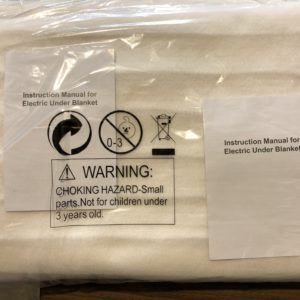 Instruction Manual for
Electric Under Blanket
0-3
WARNING:
CHOKING HAZARD-Small
parts.Not for children under
3 years old.
Instruction Manual for
Electric Under Blanket